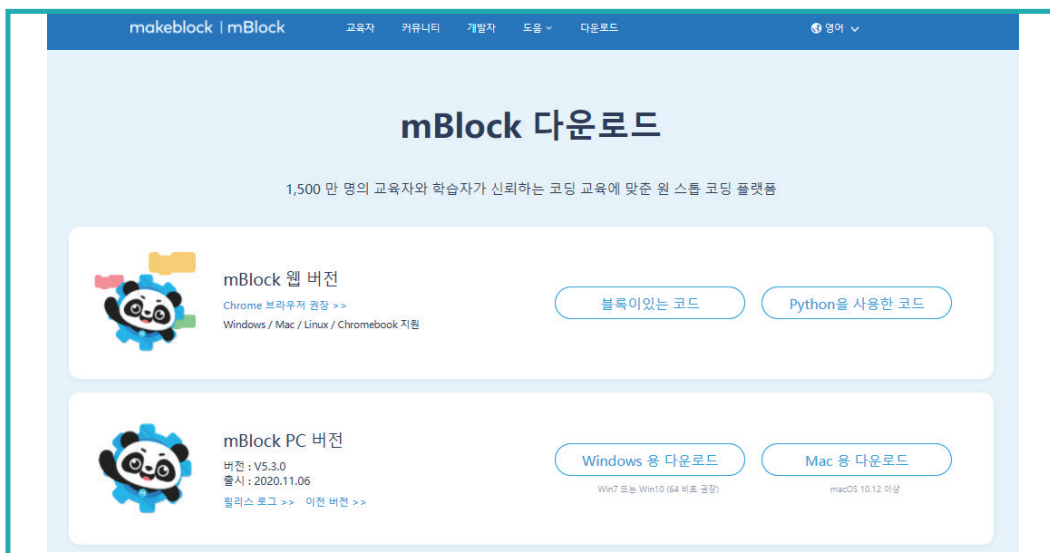 makeblock | mBlock 교육자 커뮤니티 개발자 도움 다운로드 영어
mBlock 다운로드
1,500 만 명의 교육자와 학습자가 신뢰하는 코딩 교육에 맞춘 원 스톱 코딩 플랫폼
mBlock 웹 버전
Chrome 브라우저 권장 >>
Windows / Mac / Linux / Chromebook 지원
블록이있는 코드 Python을 사용한 코드
mBlock PC 버전
버전 : V5.3.0
출시 : 2020.11.06
릴리스 로그 >> 이전 버전 >>
Windows 용 다운로드 Mac 용 다운로드
Win7 또는 Win10 (64 비트 권장) macOS 10.12 이상